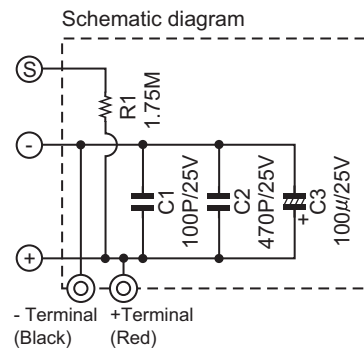 Schematic diagram
S
R1
1.75M
-
C1
100P/25V
C2
470P/25V
+
C3
100μ/25V
+
- Terminal
(Black)
+Terminal
(Red)